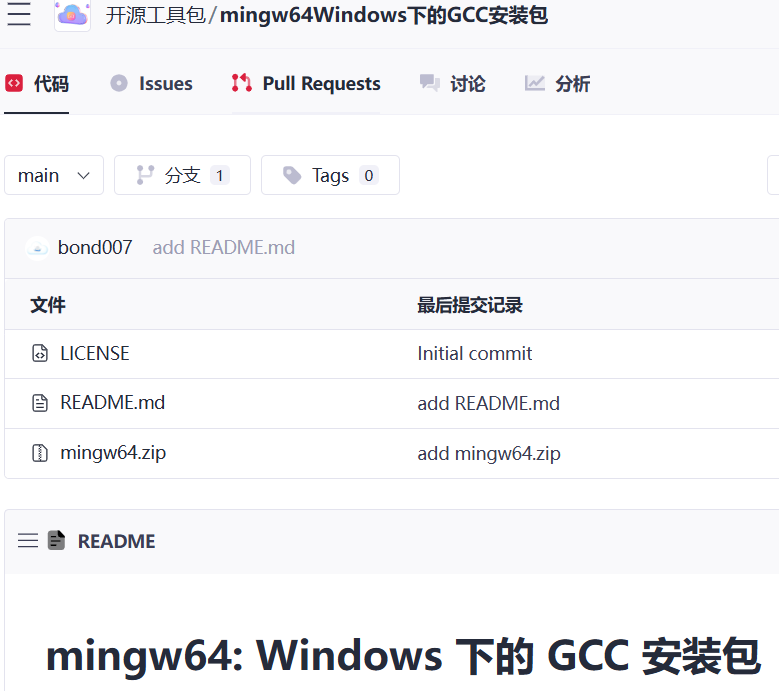 开源工具包/mingw64Windows下的GCC安装包
代码 Issues Pull Requests 讨论 分析
main 分支 1 Tags 0
bond007 add README.md
文件 最后提交记录
LICENSE Initial commit
README.md add README.md
mingw64.zip add mingw64.zip
README
mingw64: Windows 下的 GCC 安装包